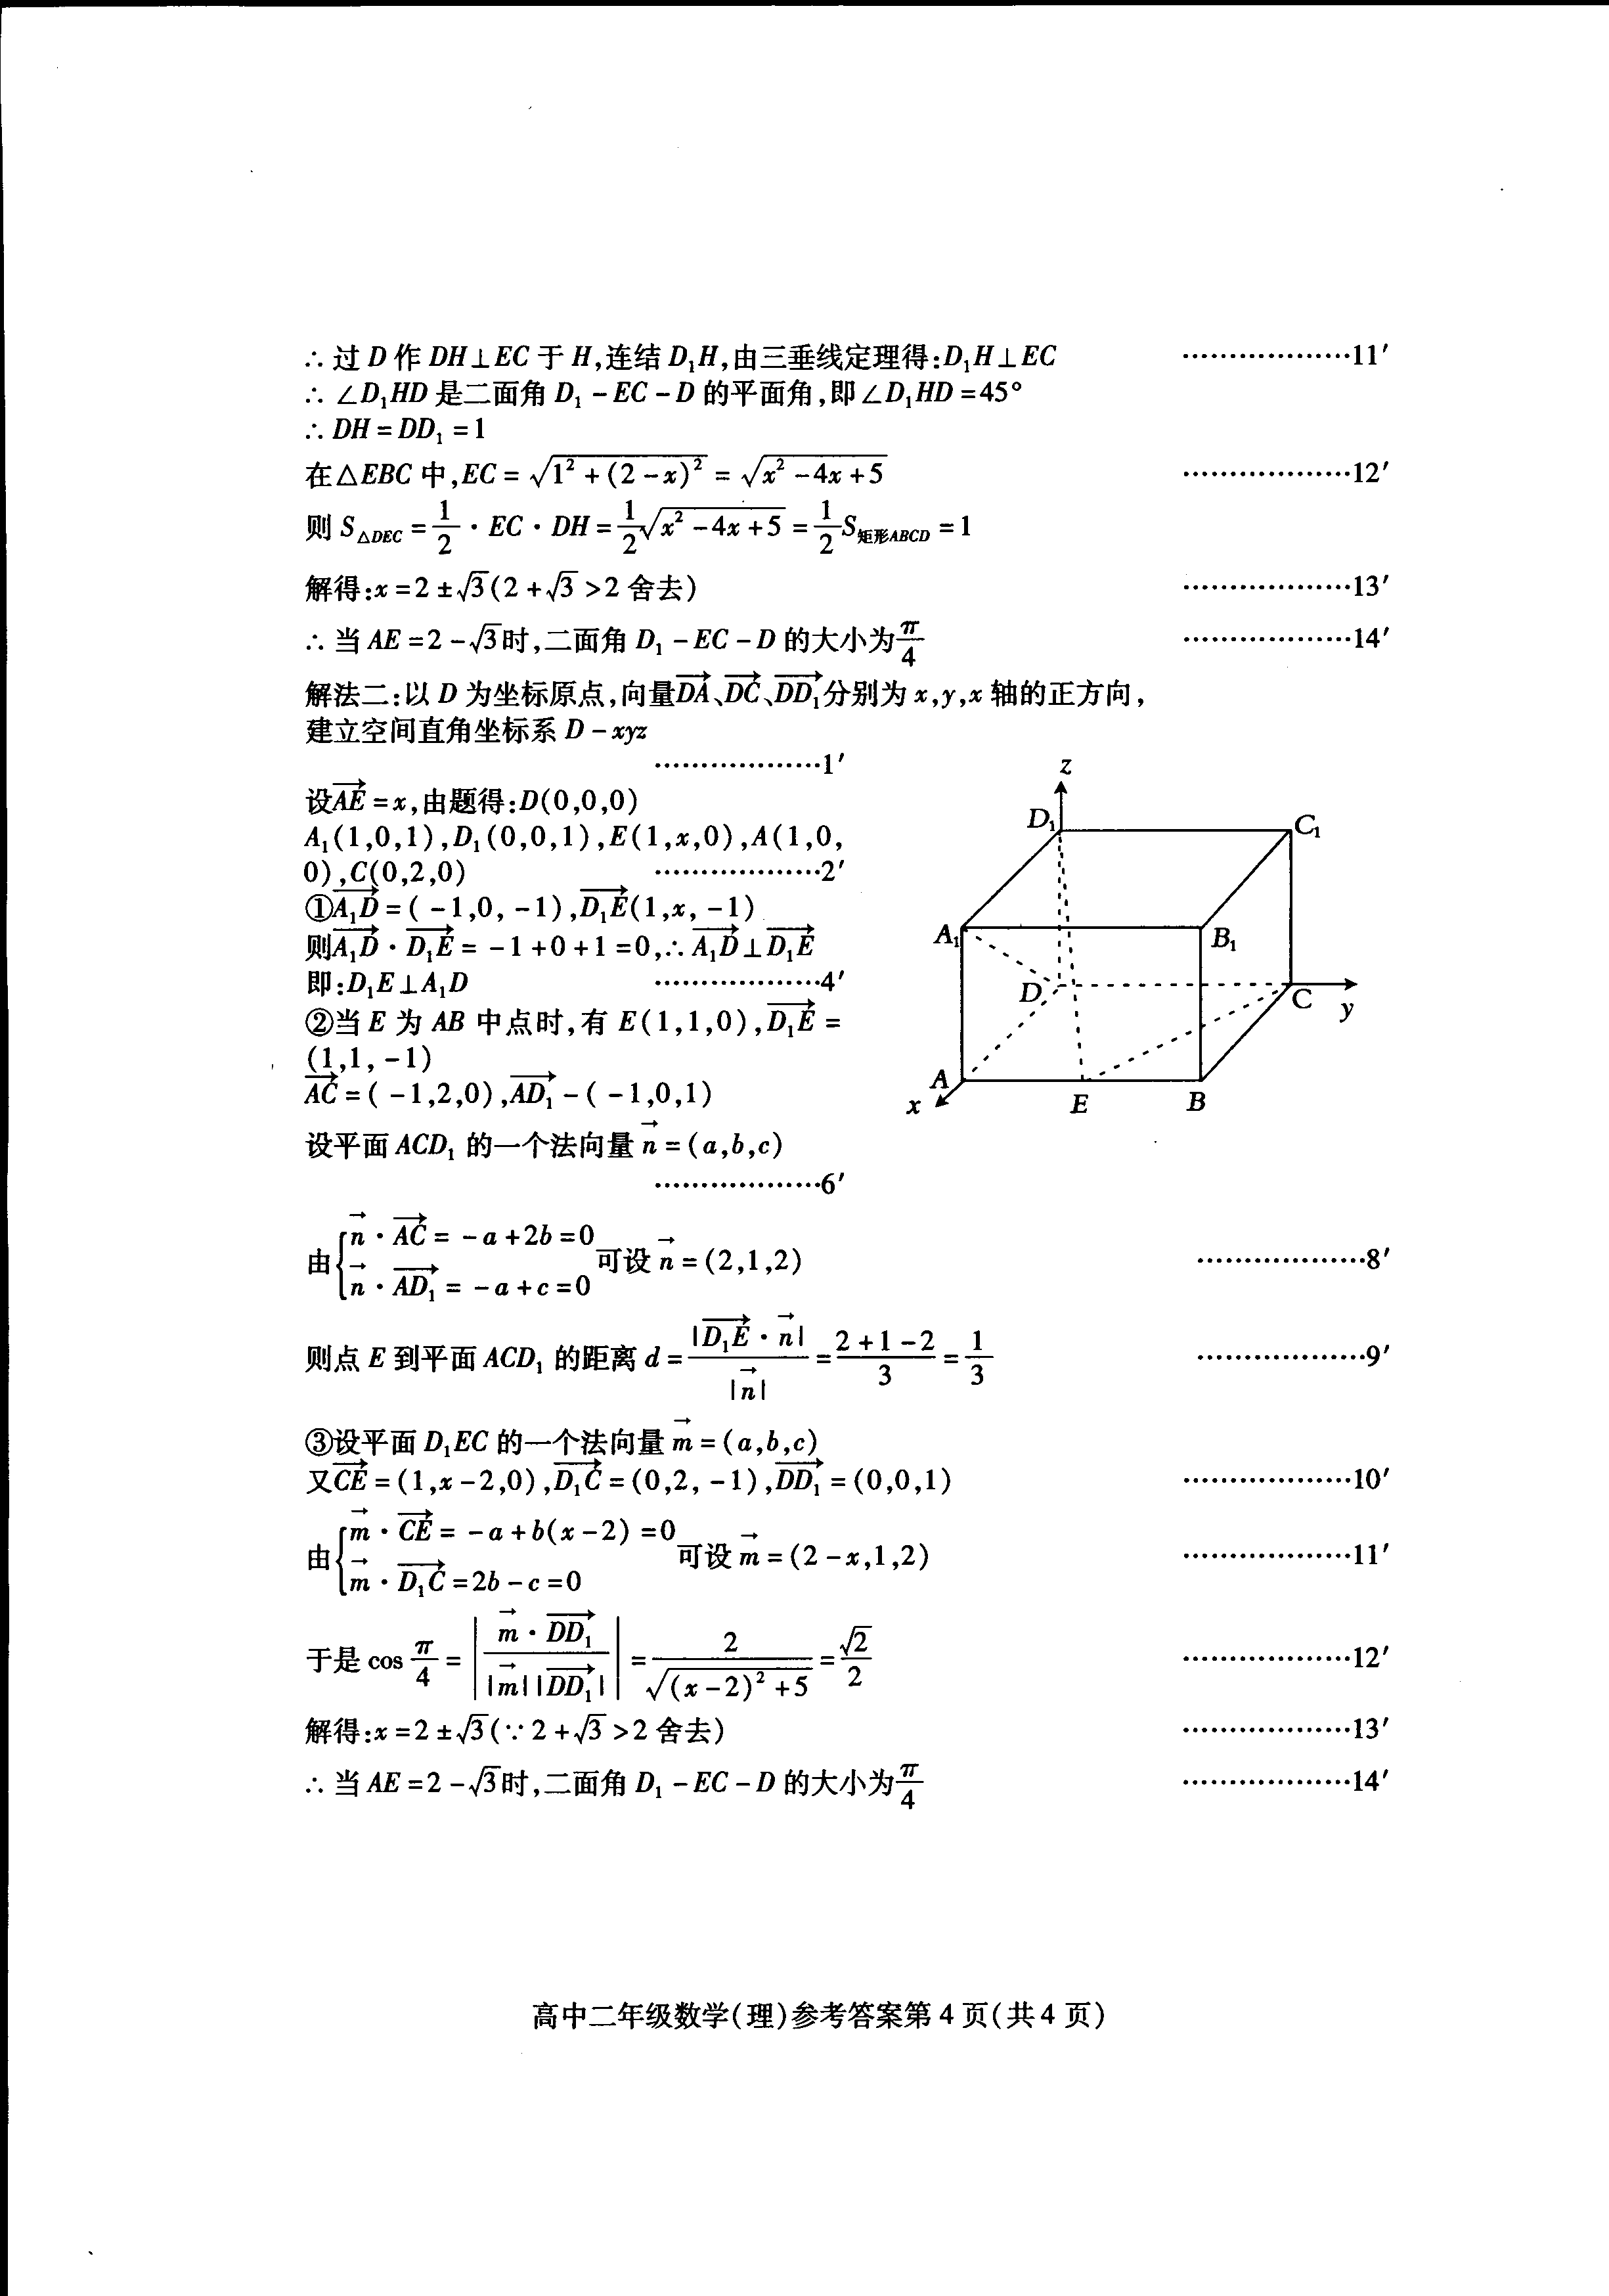 ∴ 过 D 作 DH⊥EC 于 H,连结 D₁H,由三垂线定理得:D₁H⊥EC ………………11′
∴ ∠D₁HD 是二面角 D₁-EC-D 的平面角,即∠D₁HD=45°
∴ DH=DD₁=1
在△EBC 中,EC=√(1²+(2-x)²)=√(x²-4x+5) ………………12′
则 S△DEC=1/2·EC·DH=1/2√(x²-4x+5)=1/2S矩形ABCD=1
解得:x=2±√3(2+√3>2 舍去) ………………13′
∴ 当 AE=2-√3时,二面角 D₁-EC-D 的大小为π/4 ………………14′
解法二:以 D 为坐标原点,向量DA→、DC→、DD₁→分别为 x,y,x 轴的正方向,
建立空间直角坐标系 D-xyz
………………1′
设AE→=x,由题得:D(0,0,0)
A₁(1,0,1),D₁(0,0,1),E(1,x,0),A(1,0,
0),C(0,2,0) ………………2′
①A₁D→=(-1,0,-1),D₁E→(1,x,-1)
则A₁D→·D₁E→=-1+0+1=0,∴A₁D→⊥D₁E→
即:D₁E⊥A₁D ………………4′
②当 E 为 AB 中点时,有 E(1,1,0),D₁E→=
(1,1,-1)
AC→=(-1,2,0),AD₁→-(-1,0,1)
设平面 ACD₁ 的一个法向量 n→=(a,b,c)
………………6′
z
D₁
C₁
A₁
B₁
D
C
y
A
x
E
B
由{n→·AC→=-a+2b=0
n→·AD₁→=-a+c=0 可设 n→=(2,1,2) ………………8′
则点 E 到平面 ACD₁ 的距离 d=|D₁E→·n→|/|n→|=(2+1-2)/3=1/3 ………………9′
③设平面 D₁EC 的一个法向量 m→=(a,b,c)
又CE→=(1,x-2,0),D₁C→=(0,2,-1),DD₁→=(0,0,1) ………………10′
由{m→·CE→=-a+b(x-2)=0
m→·D₁C→=2b-c=0 可设 m→=(2-x,1,2) ………………11′
于是 cos π/4=|m→·DD₁→/|m→||DD₁→||=2/√((x-2)²+5)=√2/2 ………………12′
解得:x=2±√3(∵2+√3>2 舍去) ………………13′
∴ 当 AE=2-√3时,二面角 D₁-EC-D 的大小为π/4 ………………14′
高中二年级数学(理)参考答案第 4 页(共 4 页)